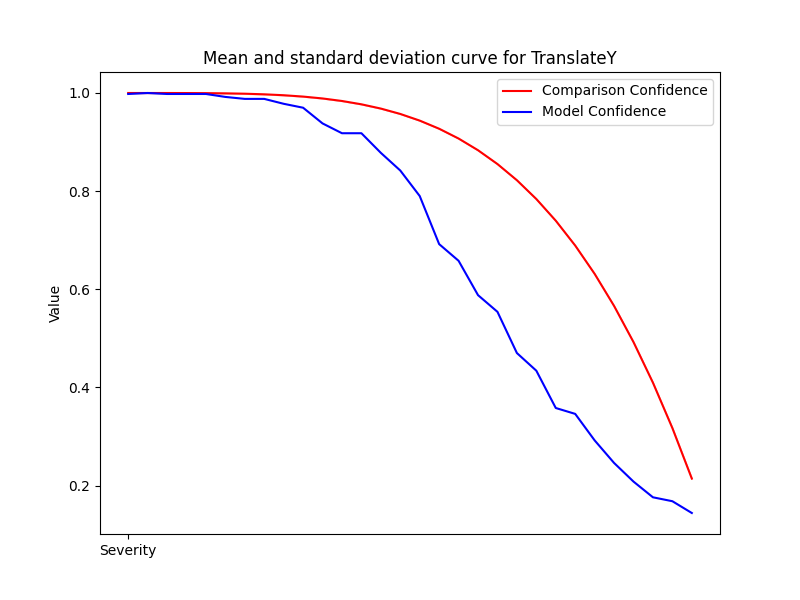 Mean and standard deviation curve for TranslateY
Comparison Confidence
Model Confidence
Value
1.0
0.8
0.6
0.4
0.2
Severity